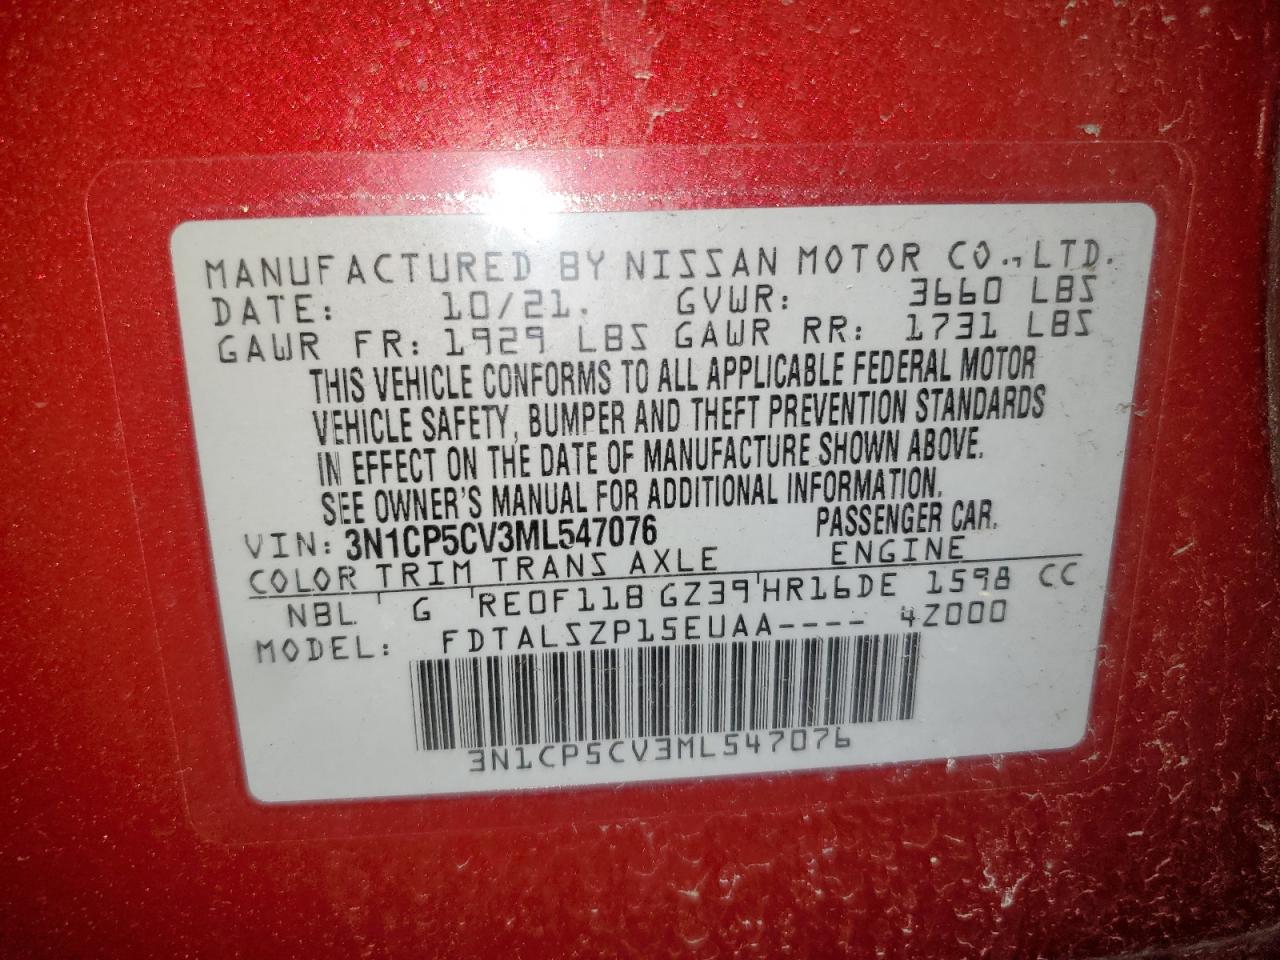 MANUFACTURED BY NISSAN MOTOR CO., LTD.
DATE: 10/21. GVWR: 3660 LBS
GAWR FR: 1929 LBS GAWR RR: 1731 LBS
THIS VEHICLE CONFORMS TO ALL APPLICABLE FEDERAL MOTOR
VEHICLE SAFETY, BUMPER AND THEFT PREVENTION STANDARDS
IN EFFECT ON THE DATE OF MANUFACTURE SHOWN ABOVE.
SEE OWNER'S MANUAL FOR ADDITIONAL INFORMATION.
VIN: 3N1CP5CV3ML547076 PASSENGER CAR.
COLOR TRIM TRANS AXLE ENGINE
NBL ' G 'RE0F11B GZ39'HR16DE 1598 CC
MODEL: FDTALSZP15EUAA---- 4Z000
3N1CP5CV3ML547076